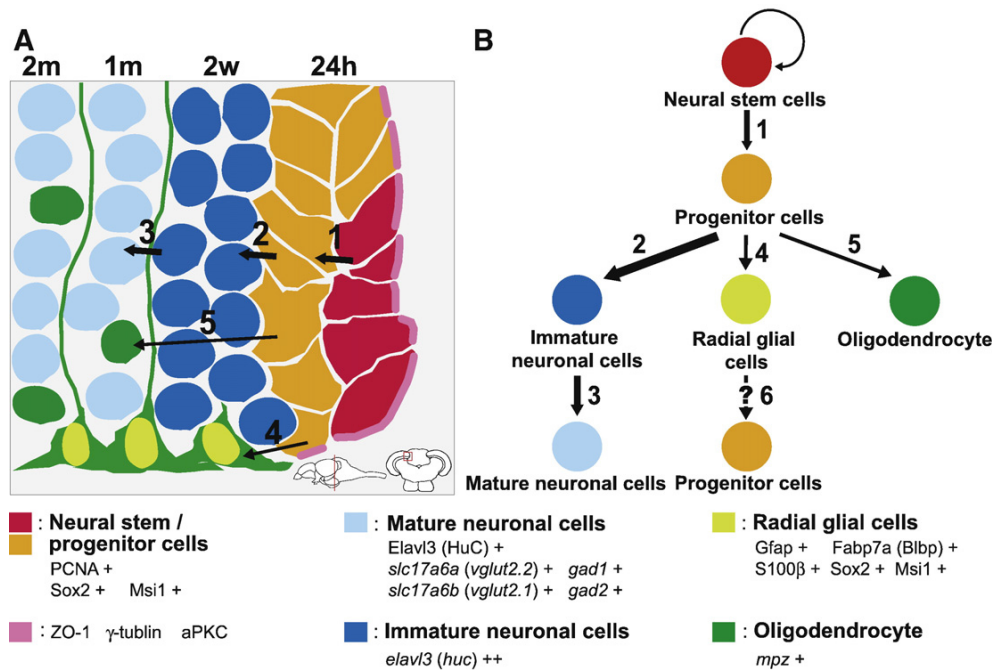 A
2m 1m 2w 24h
3 2 1
5
4
B
Neural stem cells
1
Progenitor cells
2 4 5
Immature
neuronal cells
Radial glial
cells
Oligodendrocyte
3
? 6
Mature neuronal cells
Progenitor cells
: Neural stem /
progenitor cells
PCNA +
Sox2 + Msi1 +
: ZO-1 γ-tublin aPKC
: Mature neuronal cells
Elavl3 (HuC) +
slc17a6a (vglut2.2) + gad1 +
slc17a6b (vglut2.1) + gad2 +
: Immature neuronal cells
elavl3 (huc) ++
: Radial glial cells
Gfap + Fabp7a (Blbp) +
S100β + Sox2 + Msi1 +
: Oligodendrocyte
mpz +